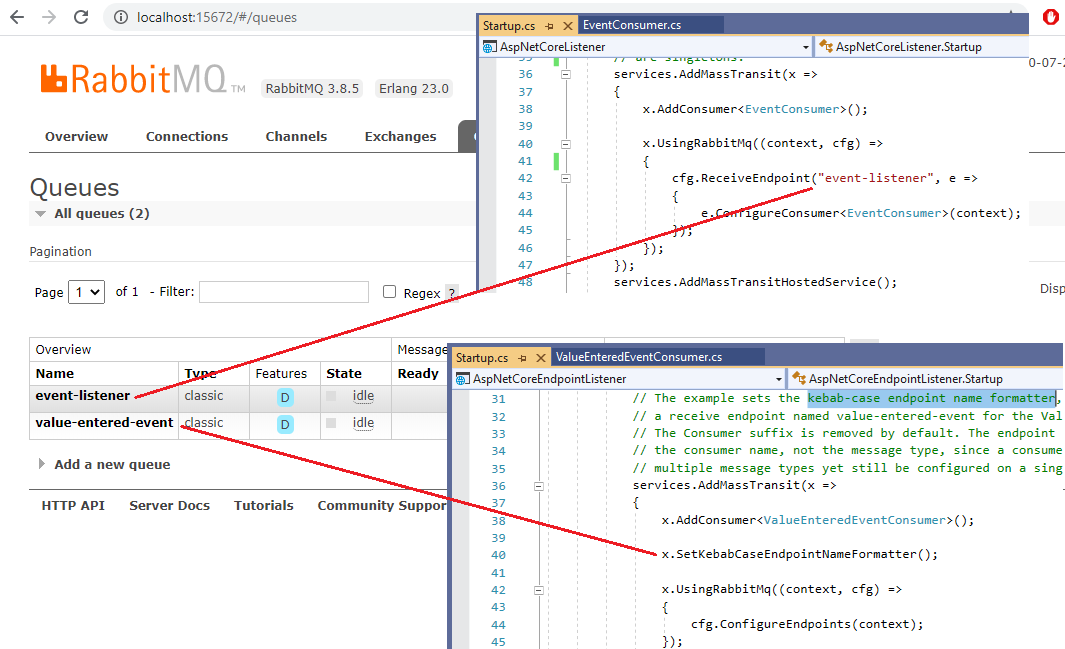 localhost:15672/#/queues
RabbitMQ TM
RabbitMQ 3.8.5
Erlang 23.0
Overview
Connections
Channels
Exchanges
Queues
All queues (2)
Pagination
Page 1 of 1 - Filter:
Regex ?
Overview
Message
Name Type Features State Ready
event-listener classic D idle
value-entered-event classic D idle
Add a new queue
HTTP API Server Docs Tutorials Community Suppor
0-07-2
Disp
Startup.cs EventConsumer.cs
AspNetCoreListener AspNetCoreListener.Startup
35 // are singletons.
36 services.AddMassTransit(x =>
37 {
38 x.AddConsumer<EventConsumer>();
39
40 x.UsingRabbitMq((context, cfg) =>
41 {
42 cfg.ReceiveEndpoint("event-listener", e =>
43 {
44 e.ConfigureConsumer<EventConsumer>(context);
45 });
46 });
47 });
48 services.AddMassTransitHostedService();
Startup.cs ValueEnteredEventConsumer.cs
AspNetCoreEndpointListener AspNetCoreEndpointListener.Startup
31 // The example sets the kebab-case endpoint name formatter,
32 // a receive endpoint named value-entered-event for the Val
33 // The Consumer suffix is removed by default. The endpoint
34 // the consumer name, not the message type, since a consume
35 // multiple message types yet still be configured on a sing
36 services.AddMassTransit(x =>
37 {
38 x.AddConsumer<ValueEnteredEventConsumer>();
39
40 x.SetKebabCaseEndpointNameFormatter();
41
42 x.UsingRabbitMq((context, cfg) =>
43 {
44 cfg.ConfigureEndpoints(context);
45 });